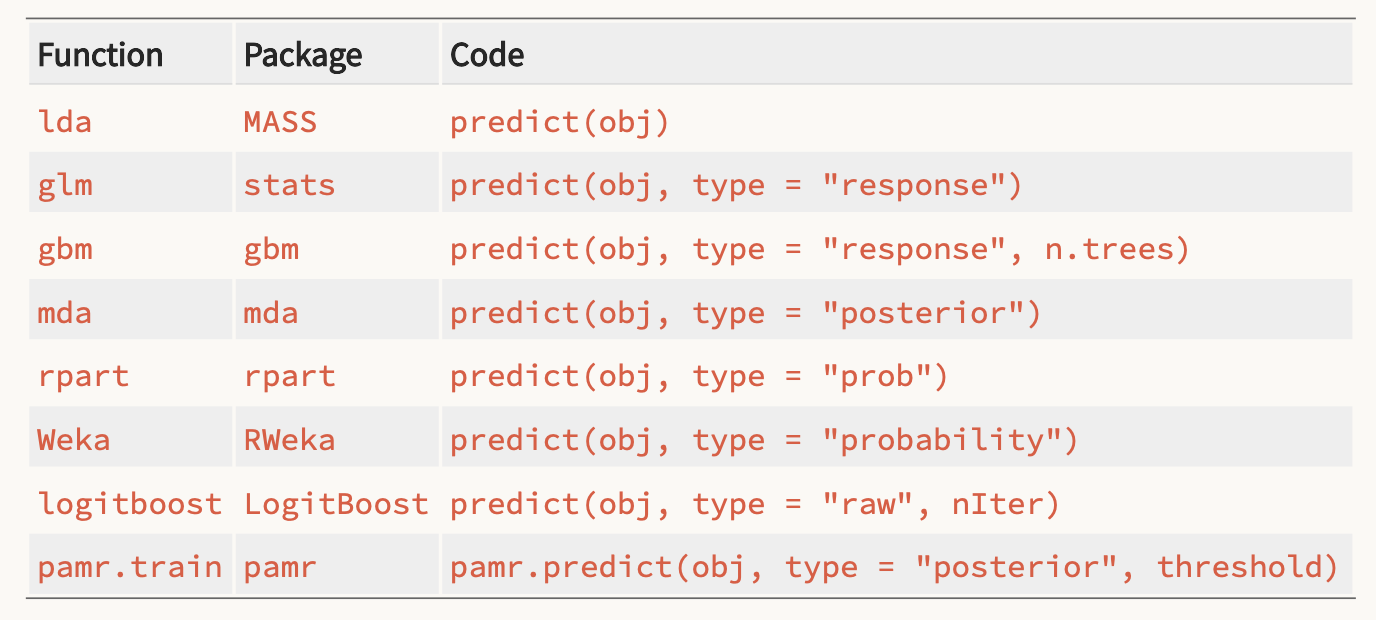 Function Package Code
lda MASS predict(obj)
glm stats predict(obj, type = "response")
gbm gbm predict(obj, type = "response", n.trees)
mda mda predict(obj, type = "posterior")
rpart rpart predict(obj, type = "prob")
Weka RWeka predict(obj, type = "probability")
logitboost LogitBoost predict(obj, type = "raw", nIter)
pamr.train pamr pamr.predict(obj, type = "posterior", threshold)